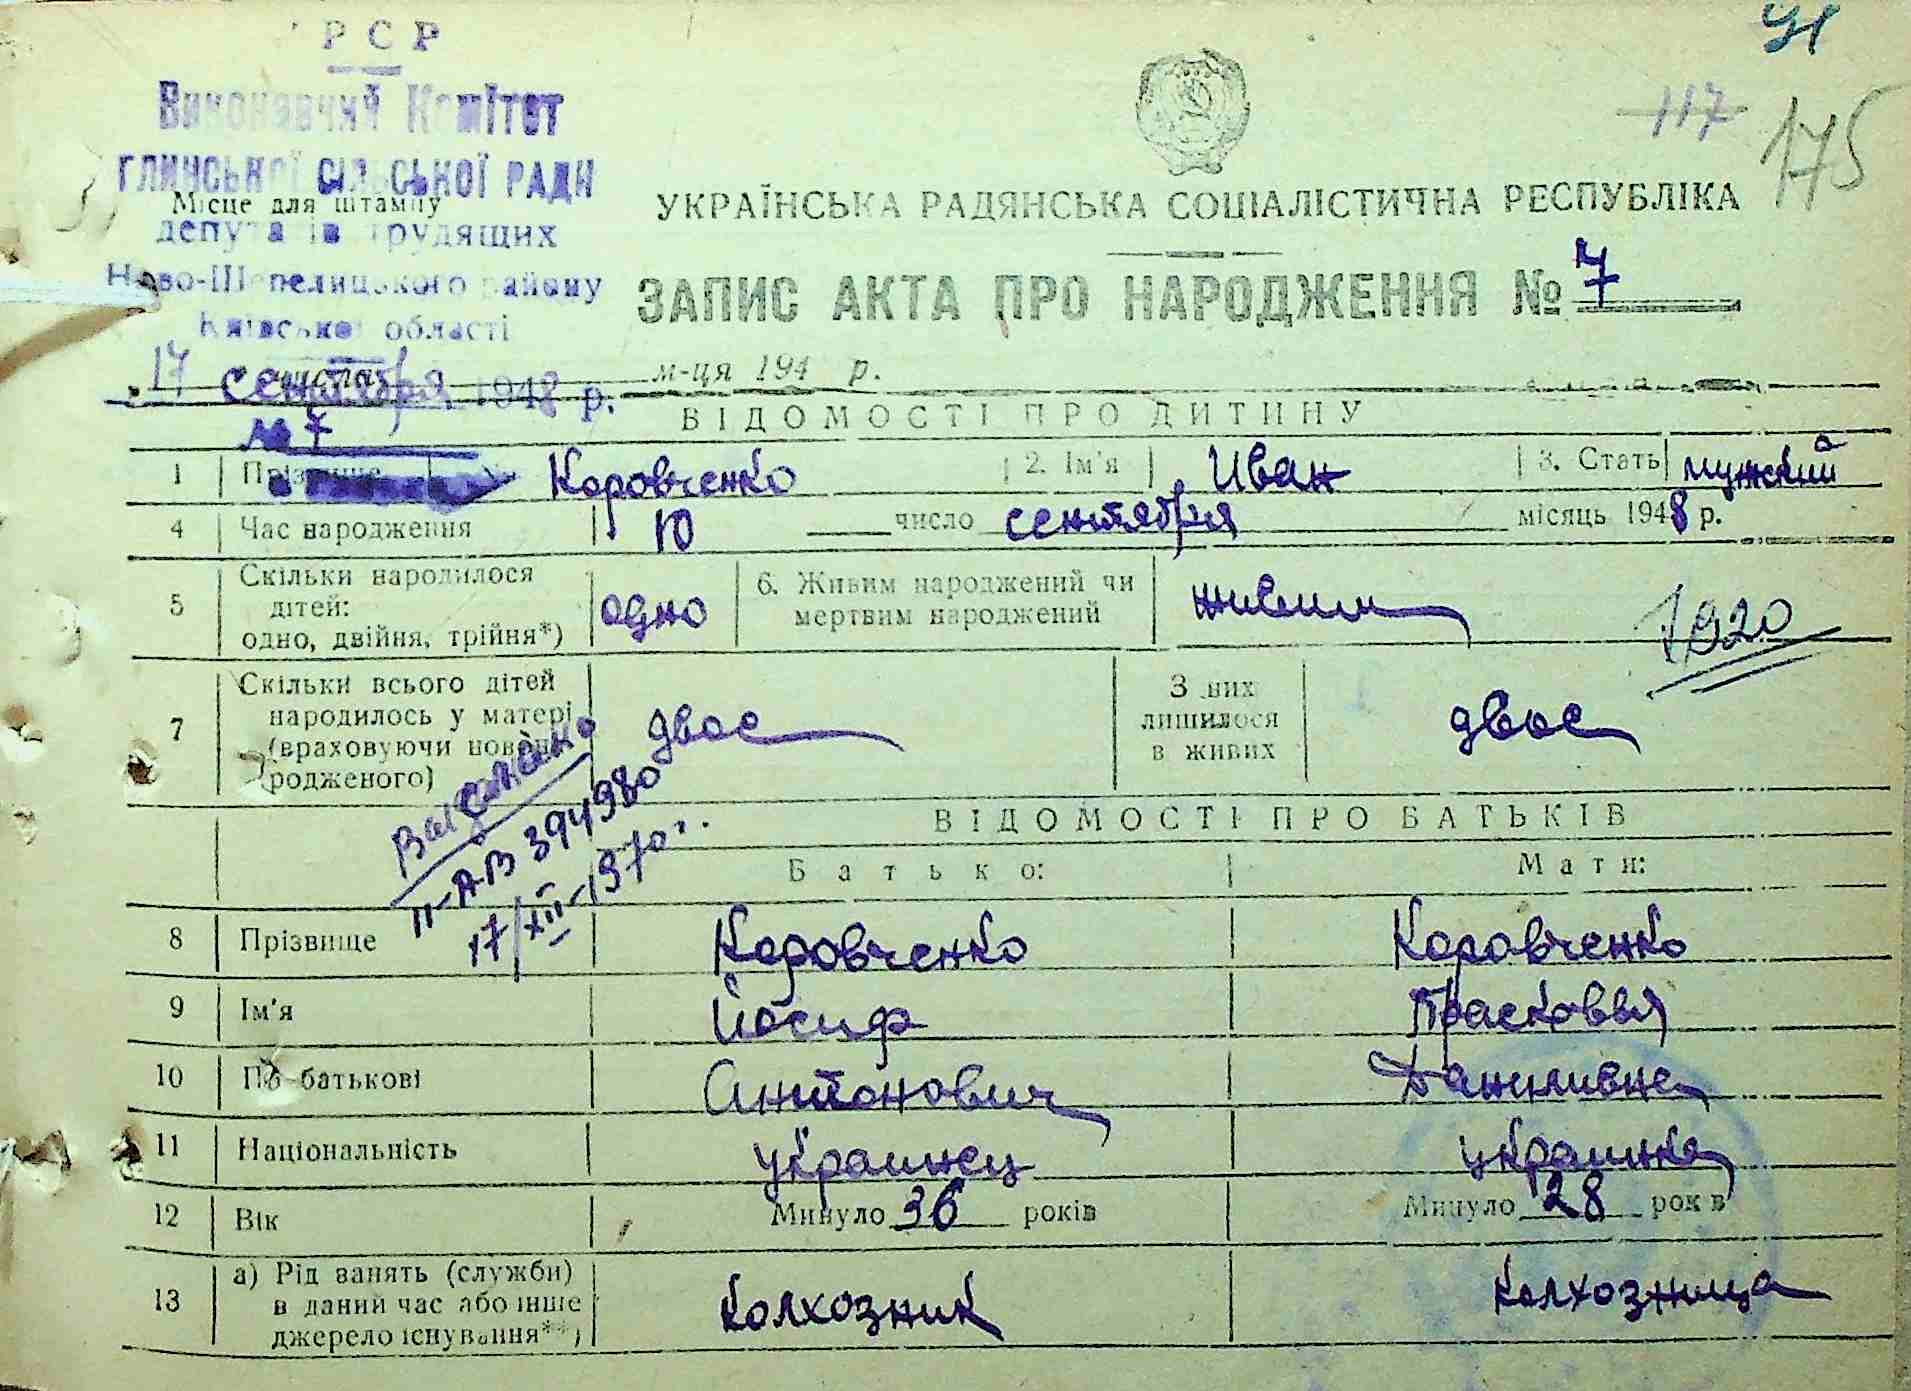 РСР
Виконавчий Комітет
глинської сільської ради
Місце для штампу
депутатів трудящих
Ново-Шепелицького району
Київської області
17 сентября 1948 р.
№ 7
91
117
175
УКРАЇНСЬКА РАДЯНСЬКА СОЦІАЛІСТИЧНА РЕСПУБЛІКА
ЗАПИС АКТА ПРО НАРОДЖЕННЯ № 7
м-ця 194 р.
ВІДОМОСТІ ПРО ДИТИНУ
1 Прізвище Коровченко 2. Ім'я Иван 3. Стать мужской
4 Час народження 10 число сентября місяць 1948 р.
5 Скільки народилося дітей: одно, двійня, трійня*) одно 6. Живим народжений чи мертвим народжений живым
1920
7 Скільки всього дітей народилось у матері (враховуючи новонародженого) двое З них лишилося в живих двое
ВІДОМОСТІ ПРО БАТЬКІВ
Батько: Мати:
II-АВ 394980
17/XII-1970 г.
8 Прізвище Коровченко Коровченко
9 Ім'я Йосиф Прасковья
10 По батькові Антонович Даниливна
11 Національність украинец украинка
12 Вік Минуло 36 років Минуло 28 років
13 а) Рід занять (служби) в даний час або інше джерело існування**) колхозник колхозница